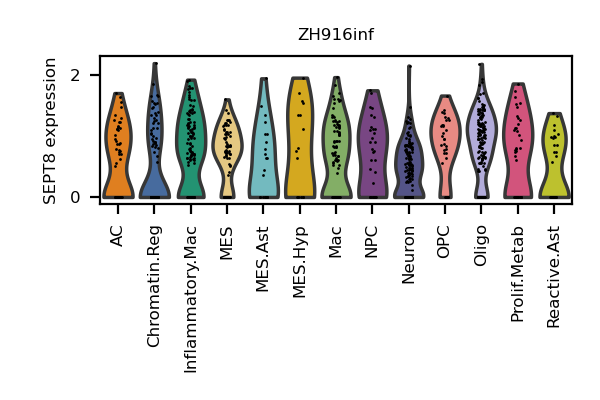 ZH916inf
SEPT8 expression
2
0
AC
Chromatin.Reg
Inflammatory.Mac
MES
MES.Ast
MES.Hyp
Mac
NPC
Neuron
OPC
Oligo
Prolif.Metab
Reactive.Ast